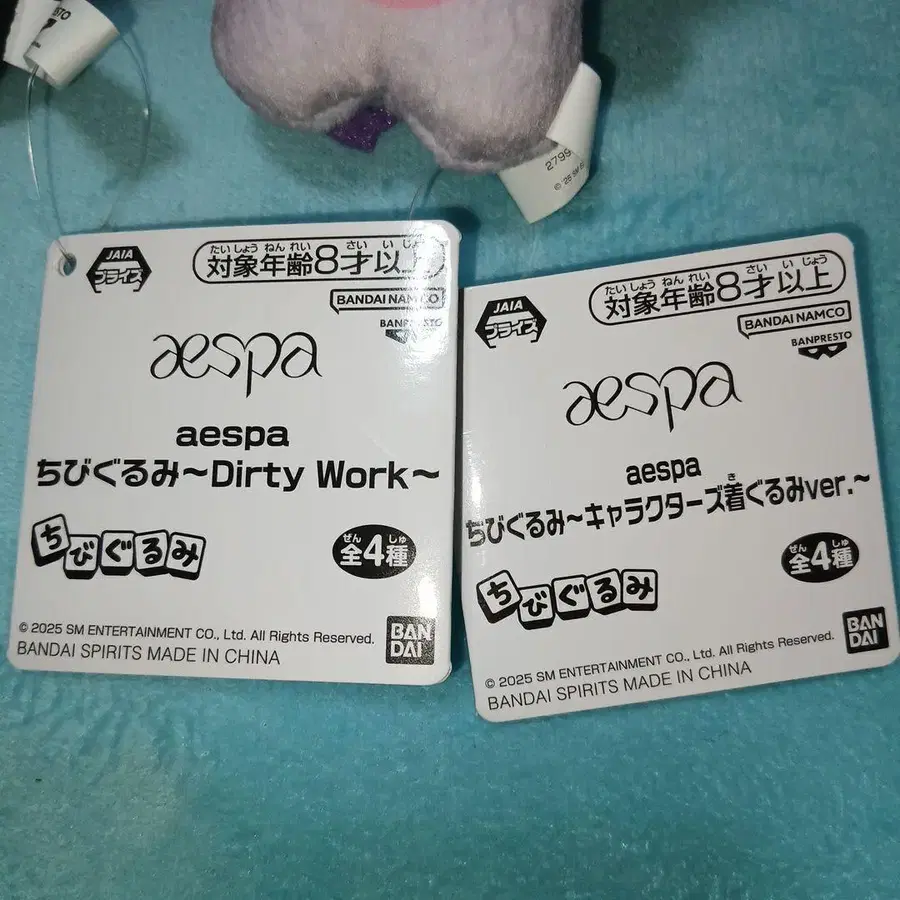 ESTO
2799
© '25 SM
JAIA
プライズ
たいしょう ねんれい さい いじょう
対象年齢8才以上
BANDAI NAMCO
BANPRESTO
aespa
aespa
ちびぐるみ〜Dirty Work〜
ちびぐるみ
ぜん しゅ
全4種
© 2025 SM ENTERTAINMENT CO., Ltd. All Rights Reserved.
BANDAI SPIRITS MADE IN CHINA
BAN
DAI
JAIA
プライズ
たいしょう ねんれい さい いじょう
対象年齢8才以上
BANDAI NAMCO
BANPRESTO
aespa
aespa
き
ちびぐるみ〜キャラクターズ着ぐるみver.〜
ちびぐるみ
ぜん しゅ
全4種
© 2025 SM ENTERTAINMENT CO., Ltd. All Rights Reserved.
BANDAI SPIRITS MADE IN CHINA
BAN
DAI